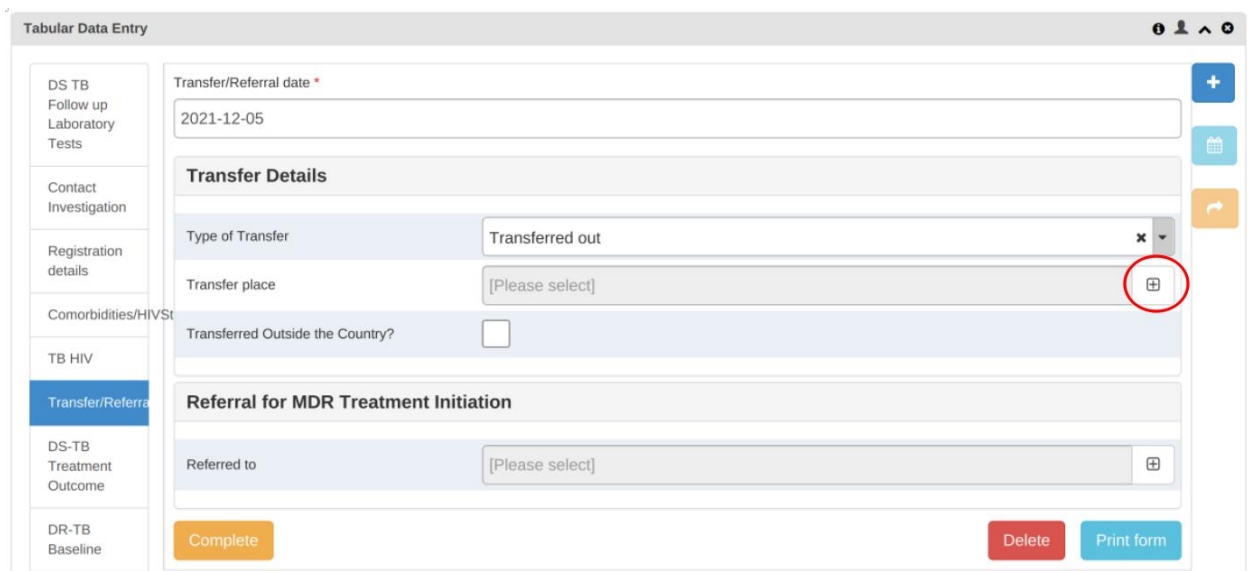 Tabular Data Entry
DS TB
Follow up
Laboratory
Tests
Contact
Investigation
Registration
details
Comorbidities/HIVSt
TB HIV
Transfer/Referra
DS-TB
Treatment
Outcome
DR-TB
Baseline
Transfer/Referral date *
2021-12-05
Transfer Details
Type of Transfer
Transferred out
Transfer place
[Please select]
Transferred Outside the Country?
Referral for MDR Treatment Initiation
Referred to
[Please select]
Complete
Delete
Print form